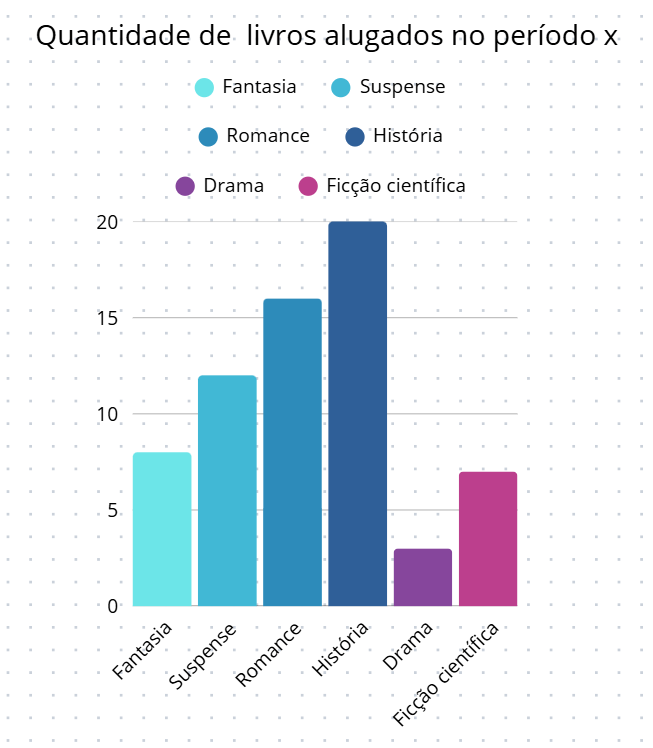 Quantidade de livros alugados no período x
Fantasia Suspense
Romance História
Drama Ficção científica
20
15
10
5
0
Fantasia Suspense Romance História Drama Ficção científica